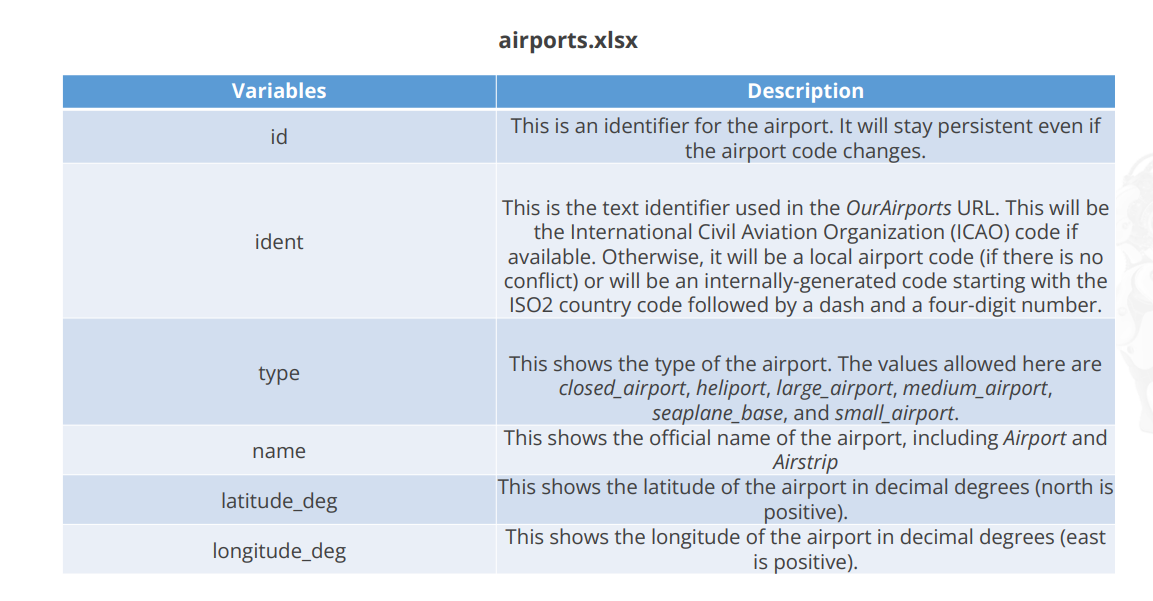 airports.xlsx
Variables
Description
id
This is an identifier for the airport. It will stay persistent even if
the airport code changes.
ident
This is the text identifier used in the OurAirports URL. This will be
the International Civil Aviation Organization (ICAO) code if
available. Otherwise, it will be a local airport code (if there is no
conflict) or will be an internally-generated code starting with the
ISO2 country code followed by a dash and a four-digit number.
type
This shows the type of the airport. The values allowed here are
closed_airport, heliport, large_airport, medium_airport,
seaplane_base, and small_airport.
name
This shows the official name of the airport, including Airport and
Airstrip
latitude_deg
This shows the latitude of the airport in decimal degrees (north is
positive).
longitude_deg
This shows the longitude of the airport in decimal degrees (east
is positive).